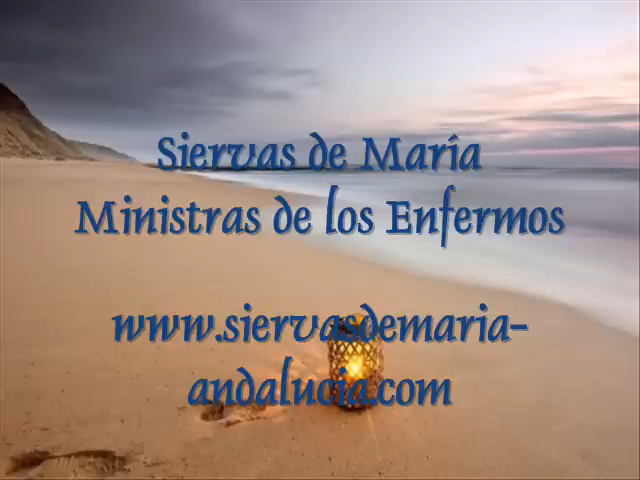 Siervas de María
Ministras de los Enfermos
www.siervasdemaria-
andalucia.com